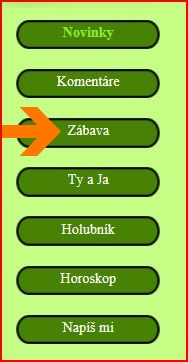 Novinky
Komentáre
Zábava
Ty a Ja
Holubník
Horoskop
Napíš mi